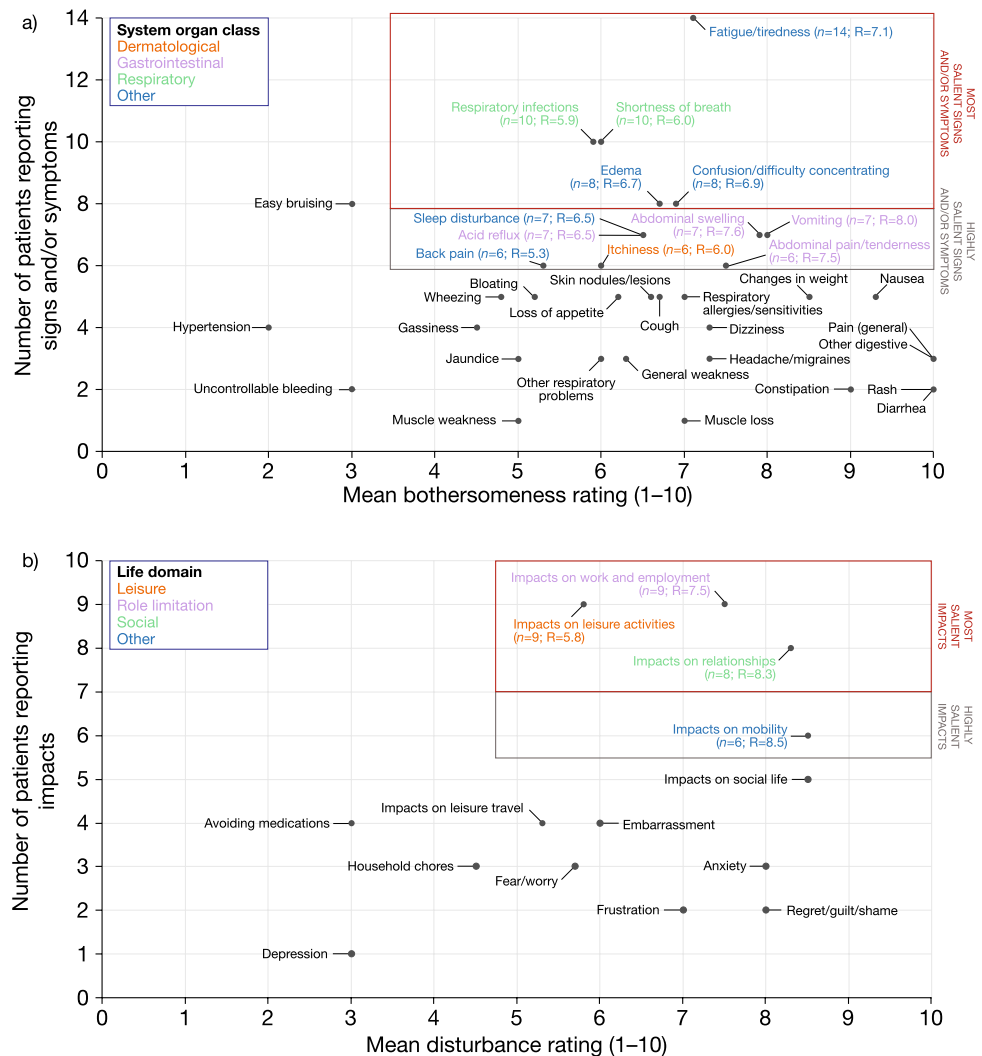 a)
System organ class
Dermatological
Gastrointestinal
Respiratory
Other
Number of patients reporting
signs and/or symptoms
14
12
10
8
6
4
2
0
Fatigue/tiredness (n=14; R=7.1)
Respiratory infections
(n=10; R=5.9)
Shortness of breath
(n=10; R=6.0)
Edema
(n=8; R=6.7)
Confusion/difficulty concentrating
(n=8; R=6.9)
Easy bruising
Sleep disturbance (n=7; R=6.5)
Acid reflux (n=7; R=6.5)
Abdominal swelling
(n=7; R=7.6)
Vomiting (n=7; R=8.0)
Back pain (n=6; R=5.3)
Itchiness (n=6; R=6.0)
Abdominal pain/tenderness
(n=6; R=7.5)
MOST
SALIENT SIGNS
AND/OR SYMPTOMS
HIGHLY
SALIENT SIGNS
AND/OR SYMPTOMS
Bloating
Skin nodules/lesions
Changes in weight
Nausea
Wheezing
Loss of appetite
Cough
Respiratory
allergies/sensitivities
Hypertension
Gassiness
Dizziness
Pain (general)
Other digestive
Jaundice
Other respiratory
problems
General weakness
Headache/migraines
Uncontrollable bleeding
Constipation
Rash
Diarrhea
Muscle weakness
Muscle loss
0
1
2
3
4
5
6
7
8
9
10
Mean bothersomeness rating (1–10)
b)
Life domain
Leisure
Role limitation
Social
Other
Number of patients reporting
impacts
10
9
8
7
6
5
4
3
2
1
0
Impacts on work and employment
(n=9; R=7.5)
Impacts on leisure activities
(n=9; R=5.8)
Impacts on relationships
(n=8; R=8.3)
MOST
SALIENT
IMPACTS
Impacts on mobility
(n=6; R=8.5)
HIGHLY
SALIENT
IMPACTS
Impacts on social life
Impacts on leisure travel
Avoiding medications
Embarrassment
Household chores
Fear/worry
Anxiety
Frustration
Regret/guilt/shame
Depression
0
1
2
3
4
5
6
7
8
9
10
Mean disturbance rating (1–10)